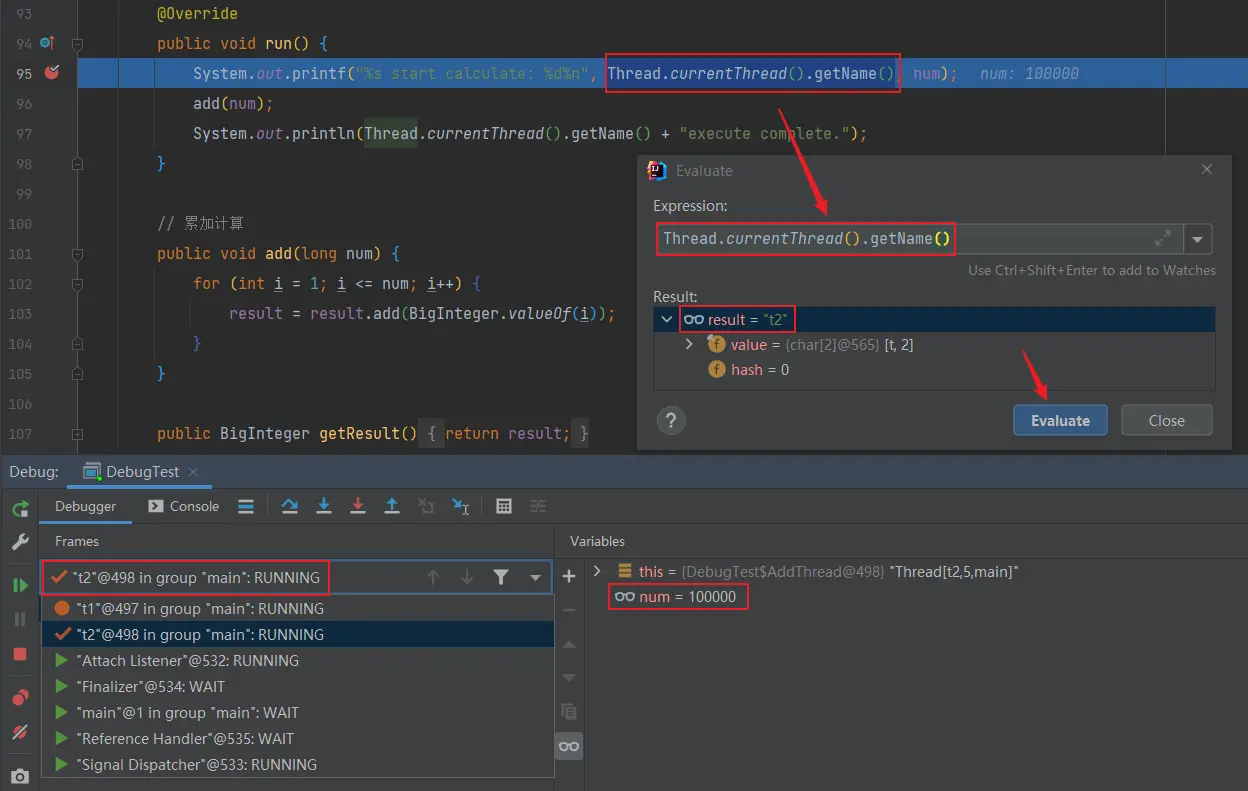 93 @Override
94 public void run() {
95 System.out.printf("%s start calculate: %d%n", Thread.currentThread().getName(), num); num: 100000
96 add(num);
97 System.out.println(Thread.currentThread().getName() + "execute complete.");
98 }
99
100 // 累加计算
101 public void add(long num) {
102 for (int i = 1; i <= num; i++) {
103 result = result.add(BigInteger.valueOf(i));
104 }
105 }
106
107 public BigInteger getResult() { return result; }
Evaluate
Expression:
Thread.currentThread().getName()
Use Ctrl+Shift+Enter to add to Watches
Result:
result = "t2"
value = {char[2]@565} [t, 2]
hash = 0
?
Evaluate
Close
Debug:
DebugTest
Debugger
Console
Frames
"t2"@498 in group "main": RUNNING
"t1"@497 in group "main": RUNNING
"t2"@498 in group "main": RUNNING
"Attach Listener"@532: RUNNING
"Finalizer"@534: WAIT
"main"@1 in group "main": WAIT
"Reference Handler"@535: WAIT
"Signal Dispatcher"@533: RUNNING
Variables
this = {DebugTest$AddThread@498} "Thread[t2,5,main]"
num = 100000